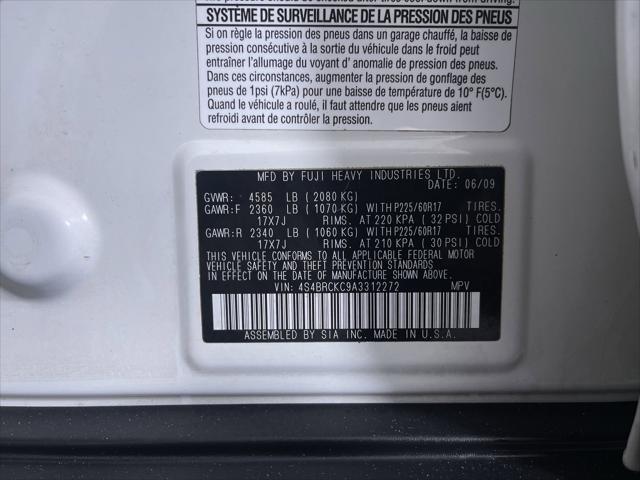 SYSTÈME DE SURVEILLANCE DE LA PRESSION DES PNEUS
Si on règle la pression des pneus dans un garage chauffé, la baisse de
pression consécutive à la sortie du véhicule dans le froid peut
entraîner l'allumage du voyant d' anomalie de pression des pneus.
Dans ces circonstances, augmenter la pression de gonflage des
pneus de 1psi (7kPa) pour une baisse de température de 10° F(5°C).
Quand le véhicule a roulé, il faut attendre que les pneus aient
refroidi avant de contrôler la pression.
MFD BY FUJI HEAVY INDUSTRIES LTD.
DATE: 06/09
GVWR: 4585 LB (2080 KG)
GAWR:F 2360 LB (1070 KG) WITH P225/60R17 TIRES.
17X7J RIMS. AT 220 KPA (32 PSI) COLD
GAWR:R 2340 LB (1060 KG) WITH P225/60R17 TIRES.
17X7J RIMS. AT 210 KPA (30 PSI) COLD
THIS VEHICLE CONFORMS TO ALL APPLICABLE FEDERAL MOTOR
VEHICLE SAFETY AND THEFT PREVENTION STANDARDS
IN EFFECT ON THE DATE OF MANUFACTURE SHOWN ABOVE.
VIN: 4S4BRCKC9A3312272 MPV
ASSEMBLED BY SIA INC. MADE IN U.S.A.